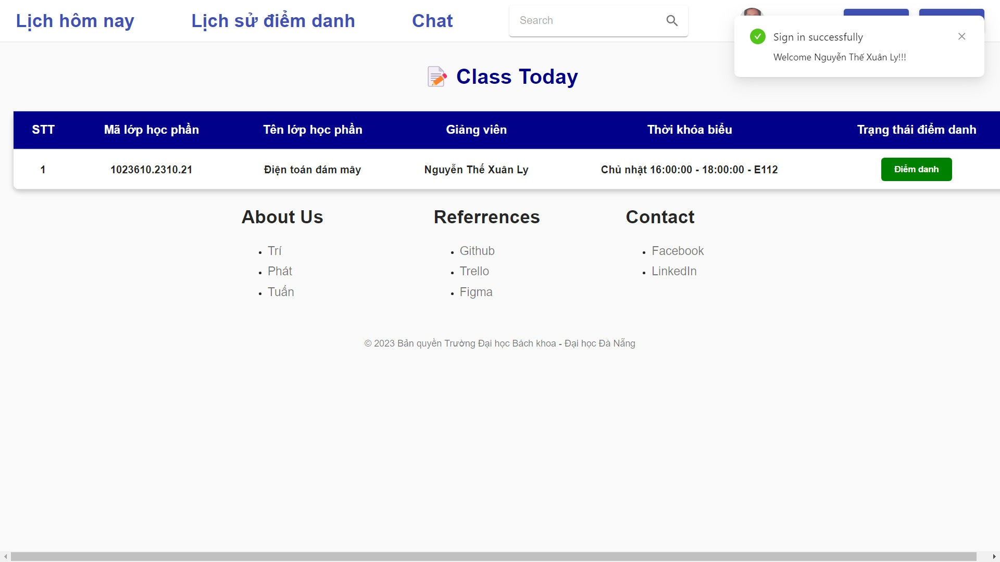 Lịch hôm nay Lịch sử điểm danh Chat Search
Sign in successfully
Welcome Nguyễn Thế Xuân Ly!!!
Class Today
STT Mã lớp học phần Tên lớp học phần Giảng viên Thời khóa biểu Trạng thái điểm danh
1 1023610.2310.21 Điện toán đám mây Nguyễn Thế Xuân Ly Chủ nhật 16:00:00 - 18:00:00 - E112 Điểm danh
About Us
Trí
Phát
Tuấn
Referrences
Github
Trello
Figma
Contact
Facebook
LinkedIn
© 2023 Bản quyền Trường Đại học Bách khoa - Đại học Đà Nẵng